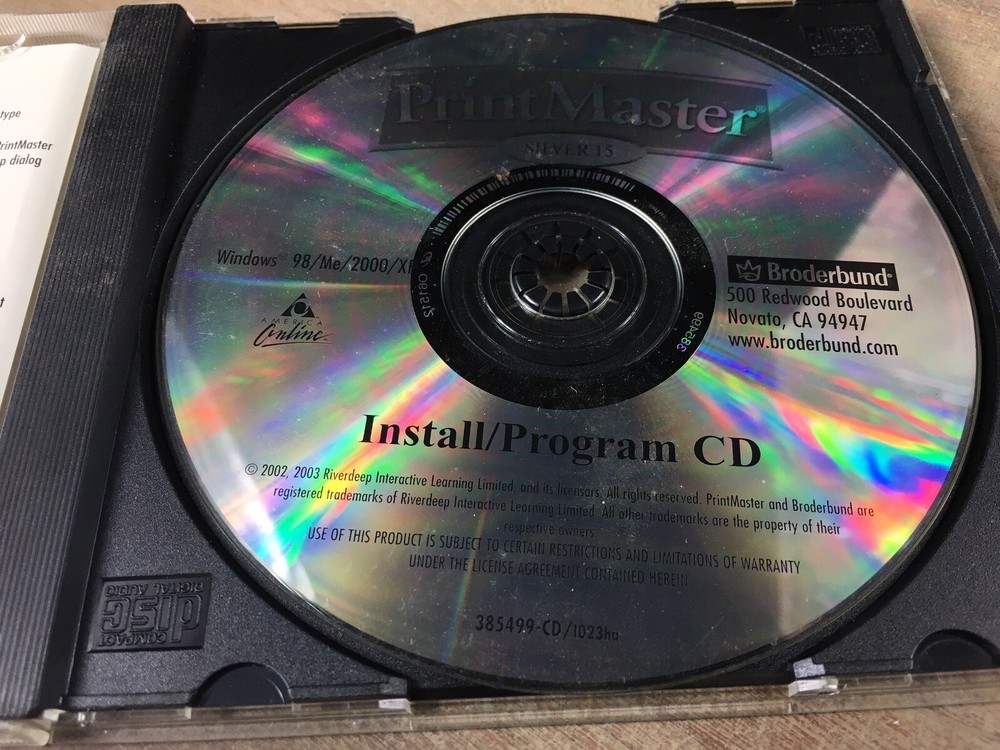 type
PrintMaster
p dialog
t
PrintMaster®
SILVER 15
Windows® 98/Me/2000/XP
AMERICA
Online
Broderbund®
500 Redwood Boulevard
Novato, CA 94947
www.broderbund.com
385499
Install/Program CD
© 2002, 2003 Riverdeep Interactive Learning Limited, and its licensors. All rights reserved. PrintMaster and Broderbund are
registered trademarks of Riverdeep Interactive Learning Limited. All other trademarks are the property of their
respective owners.
USE OF THIS PRODUCT IS SUBJECT TO CERTAIN RESTRICTIONS AND LIMITATIONS OF WARRANTY
UNDER THE LICENSE AGREEMENT CONTAINED HEREIN
385499-CD/1023ha
COMPACT
disc
DIGITAL AUDIO